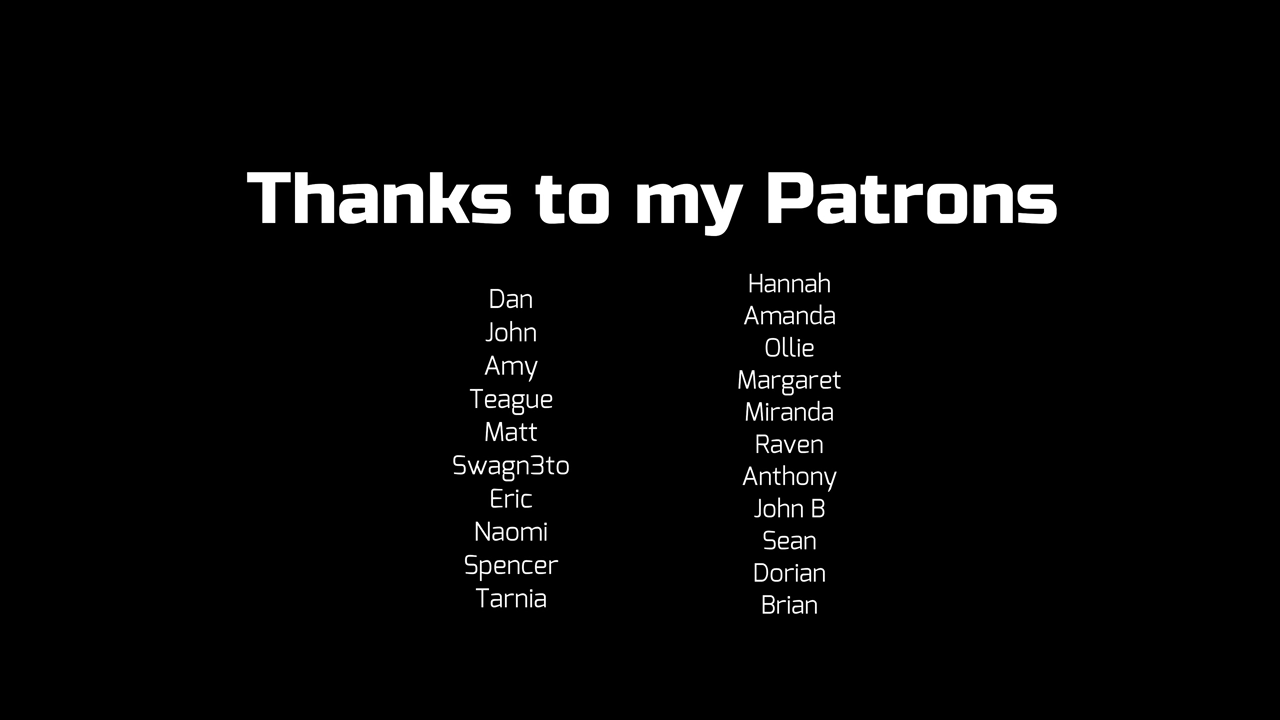 Thanks to my Patrons
Dan
John
Amy
Teague
Matt
Swagn3to
Eric
Naomi
Spencer
Tarnia
Hannah
Amanda
Ollie
Margaret
Miranda
Raven
Anthony
John B
Sean
Dorian
Brian